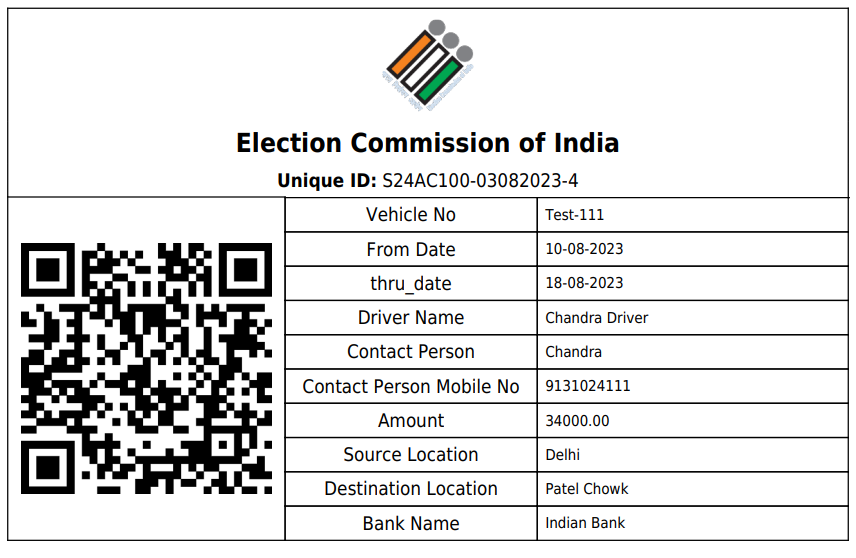 Election Commission of India
Unique ID: S24AC100-03082023-4
Vehicle No Test-111
From Date 10-08-2023
thru_date 18-08-2023
Driver Name Chandra Driver
Contact Person Chandra
Contact Person Mobile No 9131024111
Amount 34000.00
Source Location Delhi
Destination Location Patel Chowk
Bank Name Indian Bank